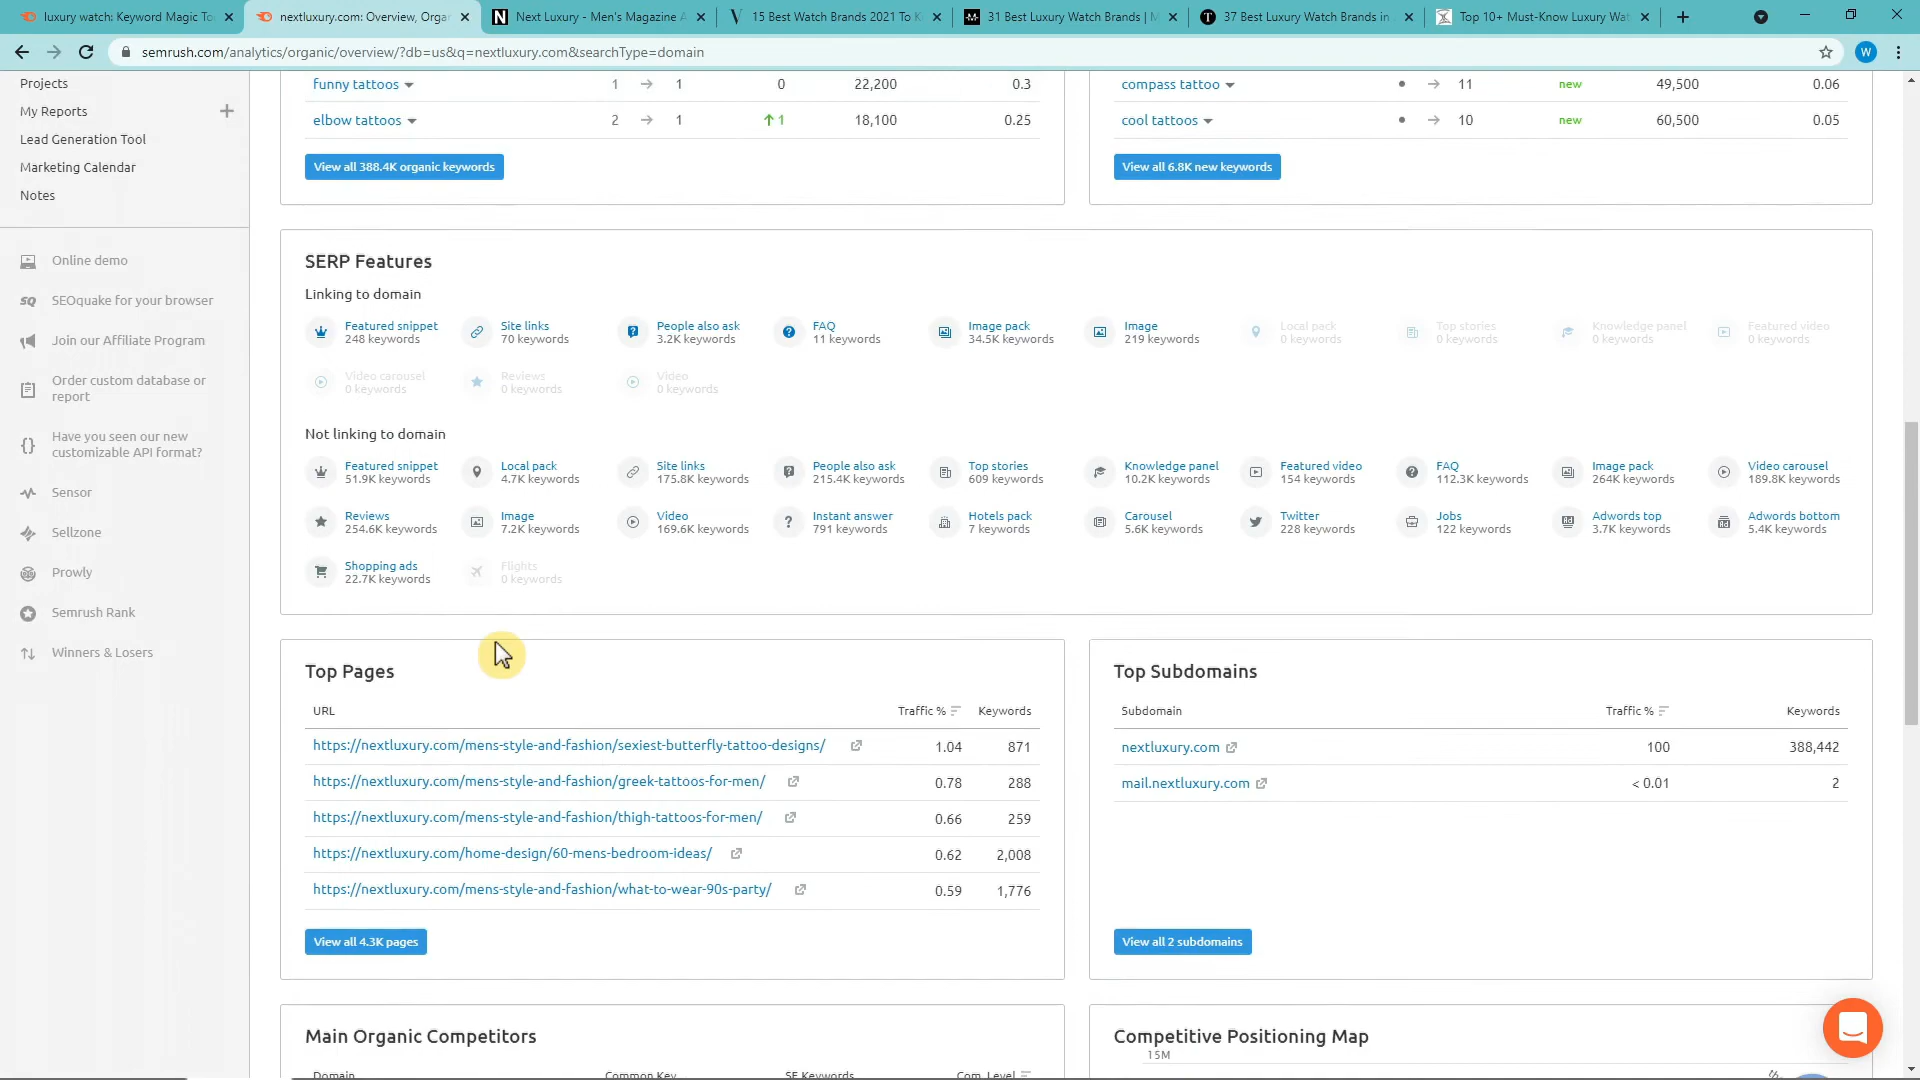 luxury watch: Keyword Magic To
nextluxury.com: Overview, Orga
Next Luxury - Men's Magazine A
15 Best Watch Brands 2021 To K
31 Best Luxury Watch Brands | M
37 Best Luxury Watch Brands in
Top 10+ Must-Know Luxury Wat
semrush.com/analytics/organic/overview/?db=us&q=nextluxury.com&searchType=domain
W
Projects
My Reports
Lead Generation Tool
Marketing Calendar
Notes
Online demo
SEOquake for your browser
Join our Affiliate Program
Order custom database or
report
Have you seen our new
customizable API format?
Sensor
Sellzone
Prowly
Semrush Rank
Winners & Losers
funny tattoos 1 → 1 0 22,200 0.3
elbow tattoos 2 → 1 ↑1 18,100 0.25
View all 388.4K organic keywords
compass tattoo • → 11 new 49,500 0.06
cool tattoos • → 10 new 60,500 0.05
View all 6.8K new keywords
SERP Features
Linking to domain
Featured snippet Site links People also ask FAQ Image pack Image Local pack Top stories Knowledge panel Featured video
248 keywords 70 keywords 3.2K keywords 11 keywords 34.5K keywords 219 keywords 0 keywords 0 keywords 0 keywords 0 keywords
Video carousel Reviews Video
0 keywords 0 keywords 0 keywords
Not linking to domain
Featured snippet Local pack Site links People also ask Top stories Knowledge panel Featured video FAQ Image pack Video carousel
51.9K keywords 4.7K keywords 175.8K keywords 215.4K keywords 609 keywords 10.2K keywords 154 keywords 112.3K keywords 264K keywords 189.8K keywords
Reviews Image Video Instant answer Hotels pack Carousel Twitter Jobs Adwords top Adwords bottom
254.6K keywords 7.2K keywords 169.6K keywords 791 keywords 7 keywords 5.6K keywords 228 keywords 122 keywords 3.7K keywords 5.4K keywords
Shopping ads Flights
22.7K keywords 0 keywords
Top Pages
URL Traffic % Keywords
https://nextluxury.com/mens-style-and-fashion/sexiest-butterfly-tattoo-designs/ 1.04 871
https://nextluxury.com/mens-style-and-fashion/greek-tattoos-for-men/ 0.78 288
https://nextluxury.com/mens-style-and-fashion/thigh-tattoos-for-men/ 0.66 259
https://nextluxury.com/home-design/60-mens-bedroom-ideas/ 0.62 2,008
https://nextluxury.com/mens-style-and-fashion/what-to-wear-90s-party/ 0.59 1,776
View all 4.3K pages
Top Subdomains
Subdomain Traffic % Keywords
nextluxury.com 100 388,442
mail.nextluxury.com < 0.01 2
View all 2 subdomains
Main Organic Competitors
Domain Common Key SE Keywords Com. Level
Competitive Positioning Map
15M